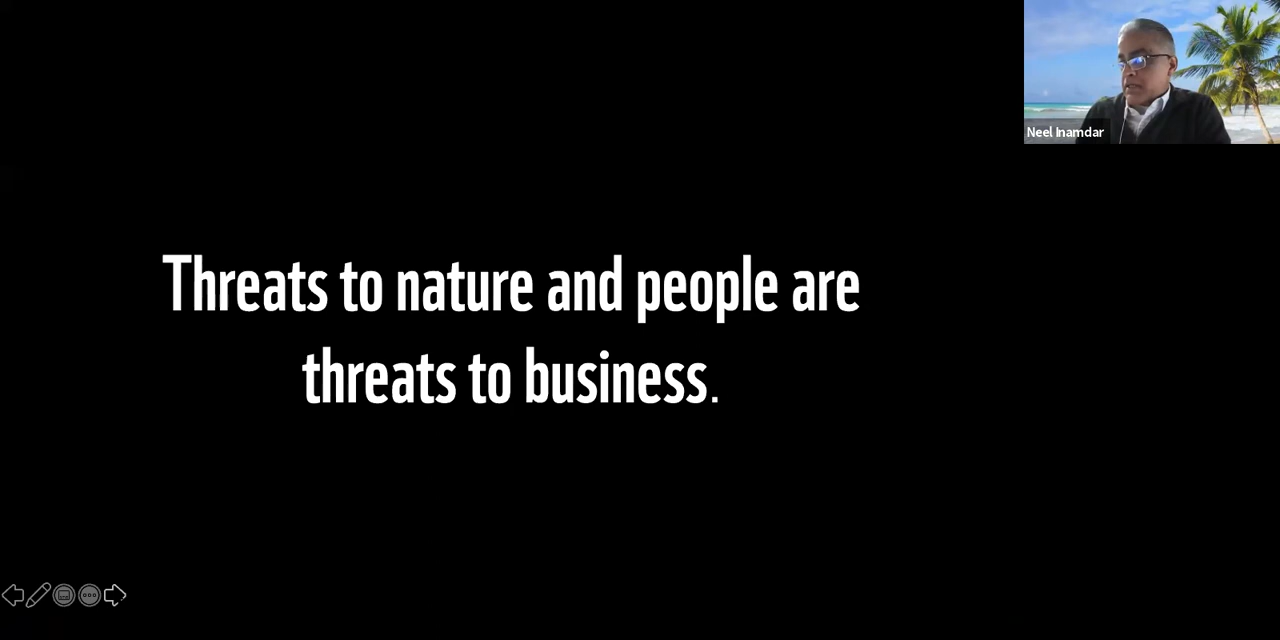 Neel Inamdar
Threats to nature and people are
threats to business.